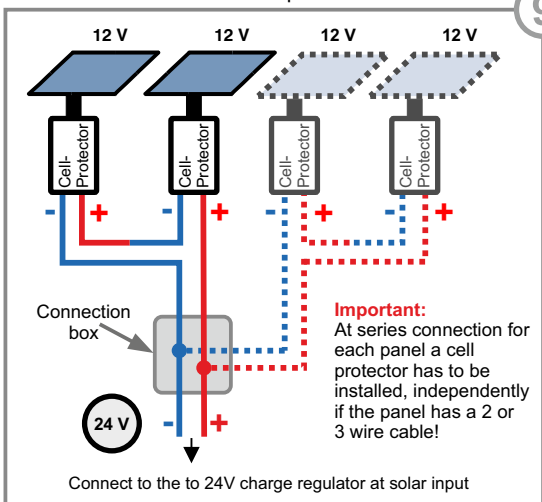 9
12 V 12 V 12 V 12 V
Cell-
Protector
Cell-
Protector
Cell-
Protector
Cell-
Protector
- + - + - + - +
Connection
box
Important:
At series connection for
each panel a cell
protector has to be
installed, independently
if the panel has a 2 or
3 wire cable!
24 V
- +
Connect to the to 24V charge regulator at solar input